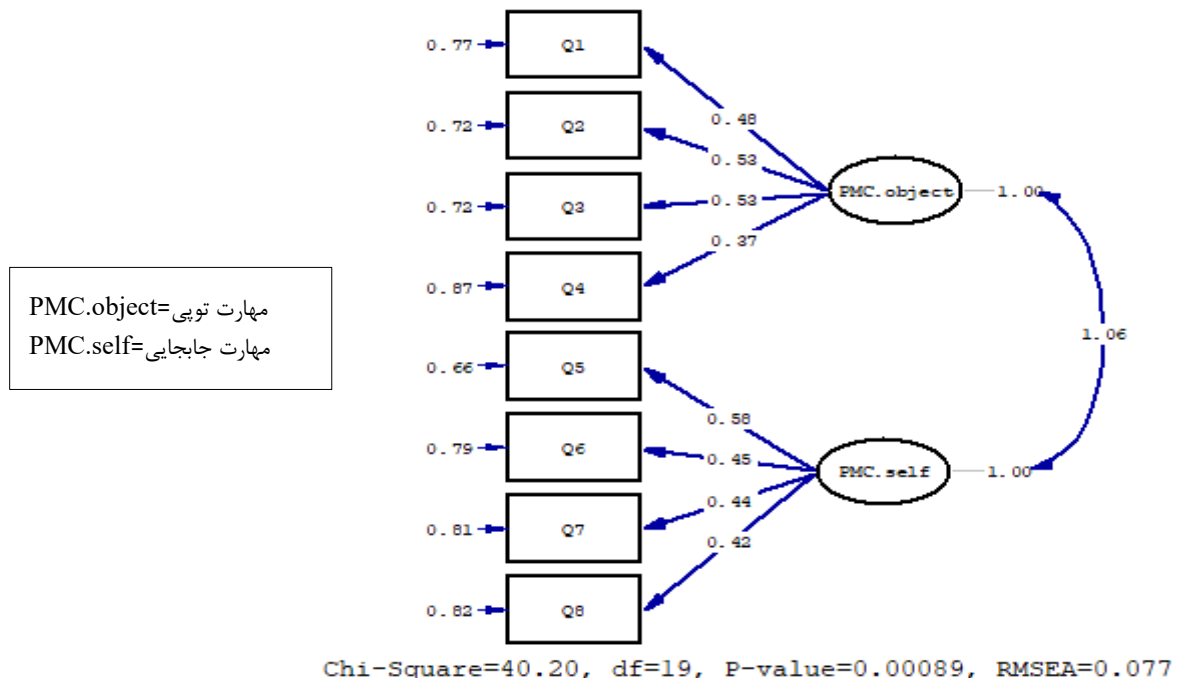 0.77 Q1
0.48
0.72 Q2
0.53
0.72 Q3
0.53
PMC.object 1.00
0.37
0.87 Q4
PMC.object=مهارت توپی
PMC.self=مهارت جابجایی
1.06
0.66 Q5
0.58
0.79 Q6
0.45
PMC.self 1.00
0.44
0.81 Q7
0.42
0.82 Q8
Chi-Square=40.20, df=19, P-value=0.00089, RMSEA=0.077